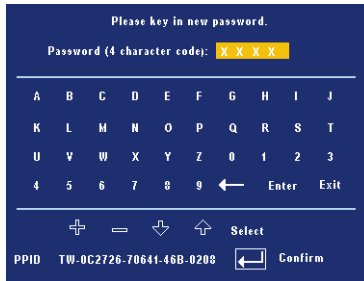 Please key in new password.
Password (4 character code): X X X X
A B C D E F G H I J
K L M N O P Q R S T
U V W X Y Z 0 1 2 3
4 5 6 7 8 9 ← Enter Exit
Select
PPID TW-0C2726-70641-46B-0208 Confirm